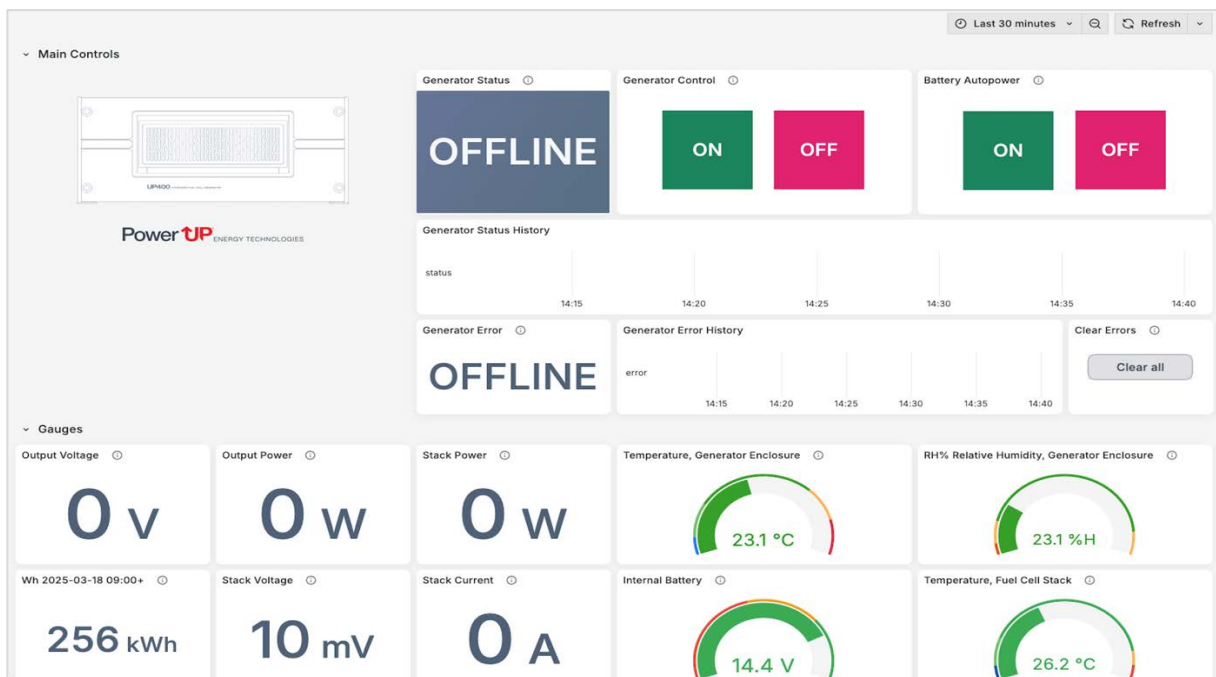 Last 30 minutes
Refresh
Main Controls
Generator Status
Generator Control
Battery Autopower
OFFLINE
ON
OFF
ON
OFF
UP400
PowerUP ENERGY TECHNOLOGIES
Generator Status History
status
14:15 14:20 14:25 14:30 14:35 14:40
Generator Error
Generator Error History
Clear Errors
OFFLINE
error
Clear all
14:15 14:20 14:25 14:30 14:35 14:40
Gauges
Output Voltage
Output Power
Stack Power
Temperature, Generator Enclosure
RH% Relative Humidity, Generator Enclosure
0 V
0 W
0 W
23.1 °C
23.1 %H
Wh 2025-03-18 09:00+
Stack Voltage
Stack Current
Internal Battery
Temperature, Fuel Cell Stack
256 kWh
10 mV
0 A
14.4 V
26.2 °C